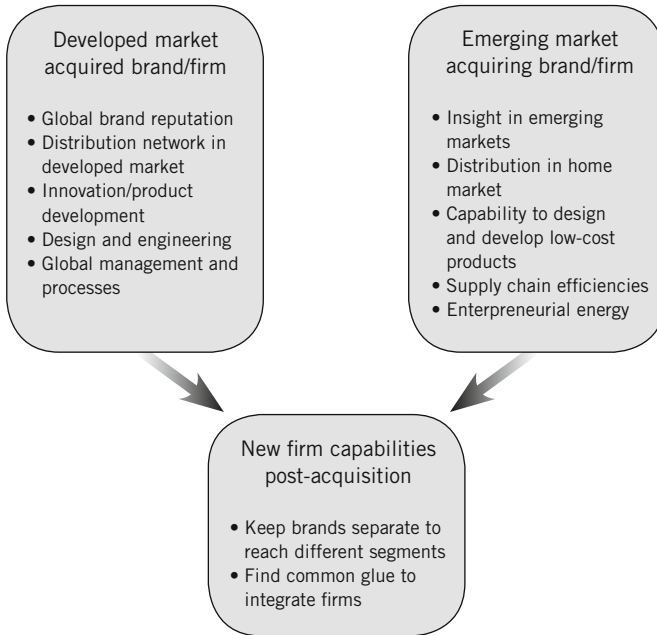 Developed market
acquired brand/firm
• Global brand reputation
• Distribution network in
developed market
• Innovation/product
development
• Design and engineering
• Global management and
processes
Emerging market
acquiring brand/firm
• Insight in emerging
markets
• Distribution in home
market
• Capability to design
and develop low-cost
products
• Supply chain efficiencies
• Enterpreneurial energy
New firm capabilities
post-acquisition
• Keep brands separate to
reach different segments
• Find common glue to
integrate firms